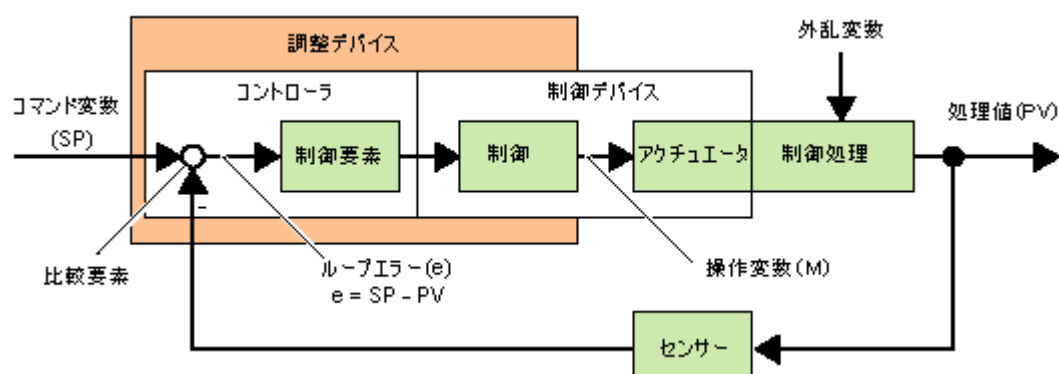 調整デバイス
外乱変数
コントローラ
制御デバイス
コマンド変数
(SP)
処理値(PV)
制御要素
制御
アクチュエータ
制御処理
-
比較要素
ループエラー(e)
e = SP - PV
操作変数(M)
センサー